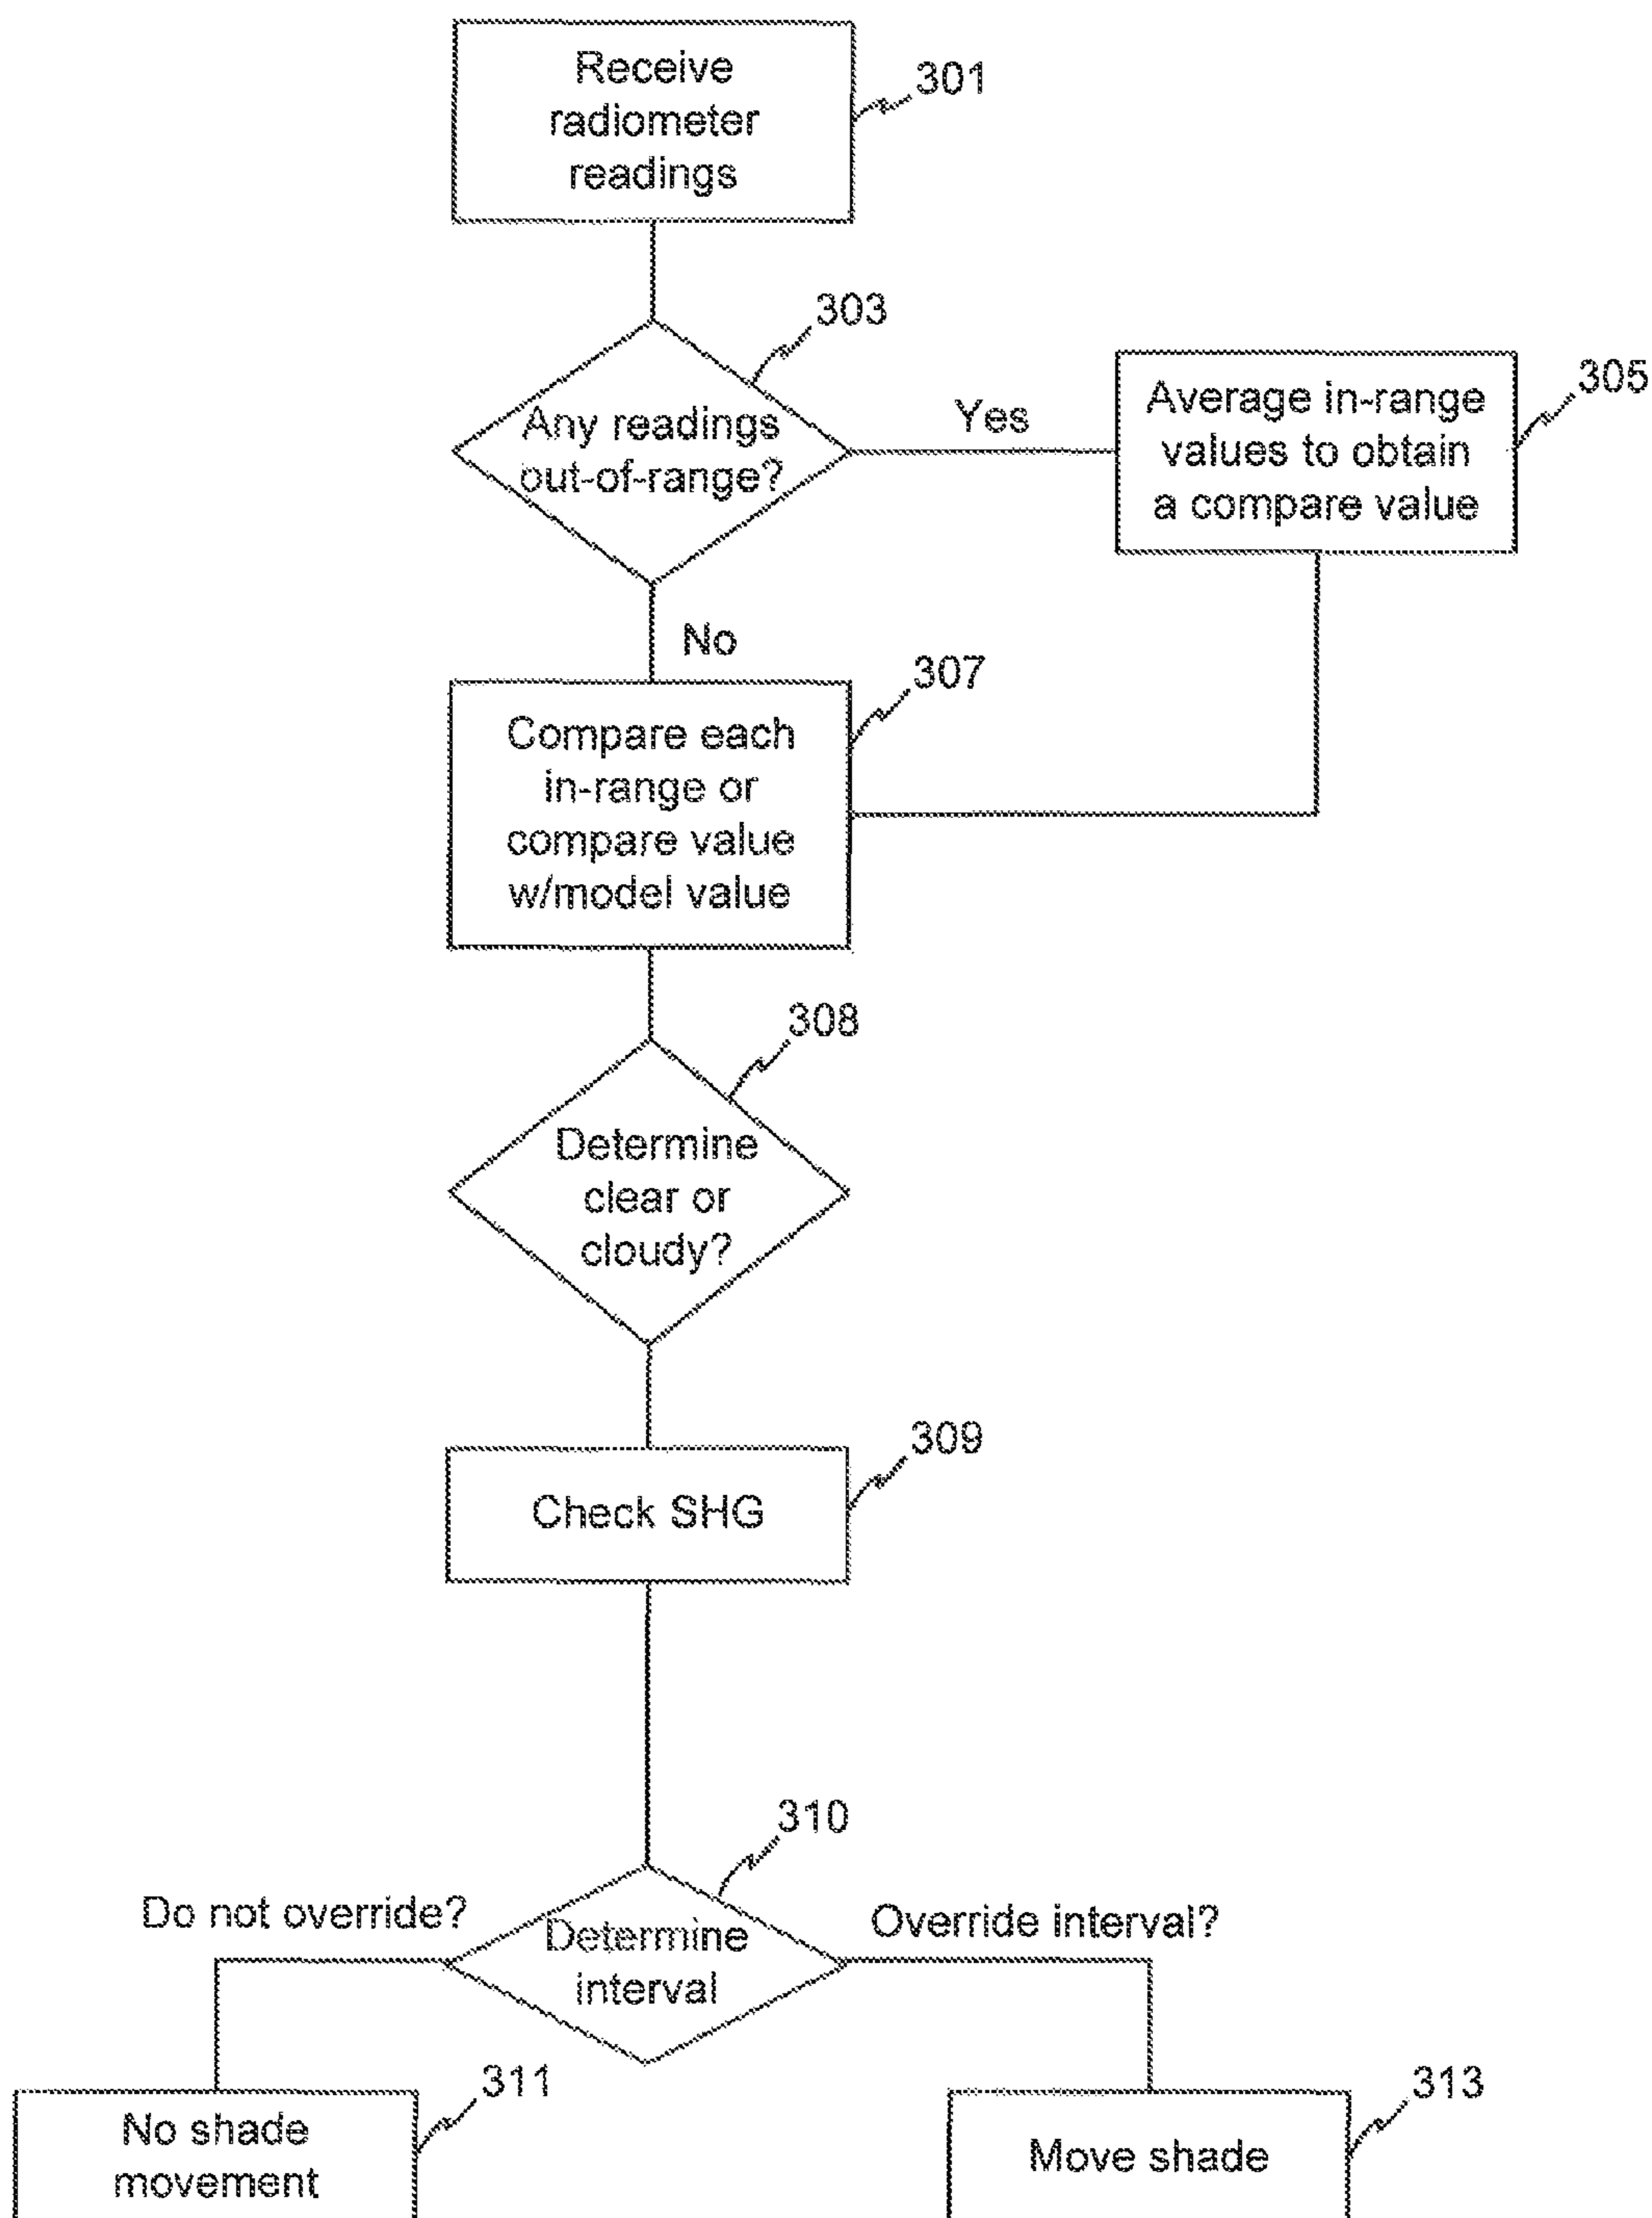 Receive
radiometer
readings
301
303
Any readings
out-of-range?
Yes
Average in-range
values to obtain
a compare value
305
No
307
Compare each
in-range or
compare value
w/model value
308
Determine
clear or
cloudy?
309
Check SHG
310
Do not override?
Determine
interval
Override interval?
311
No shade
movement
313
Move shade